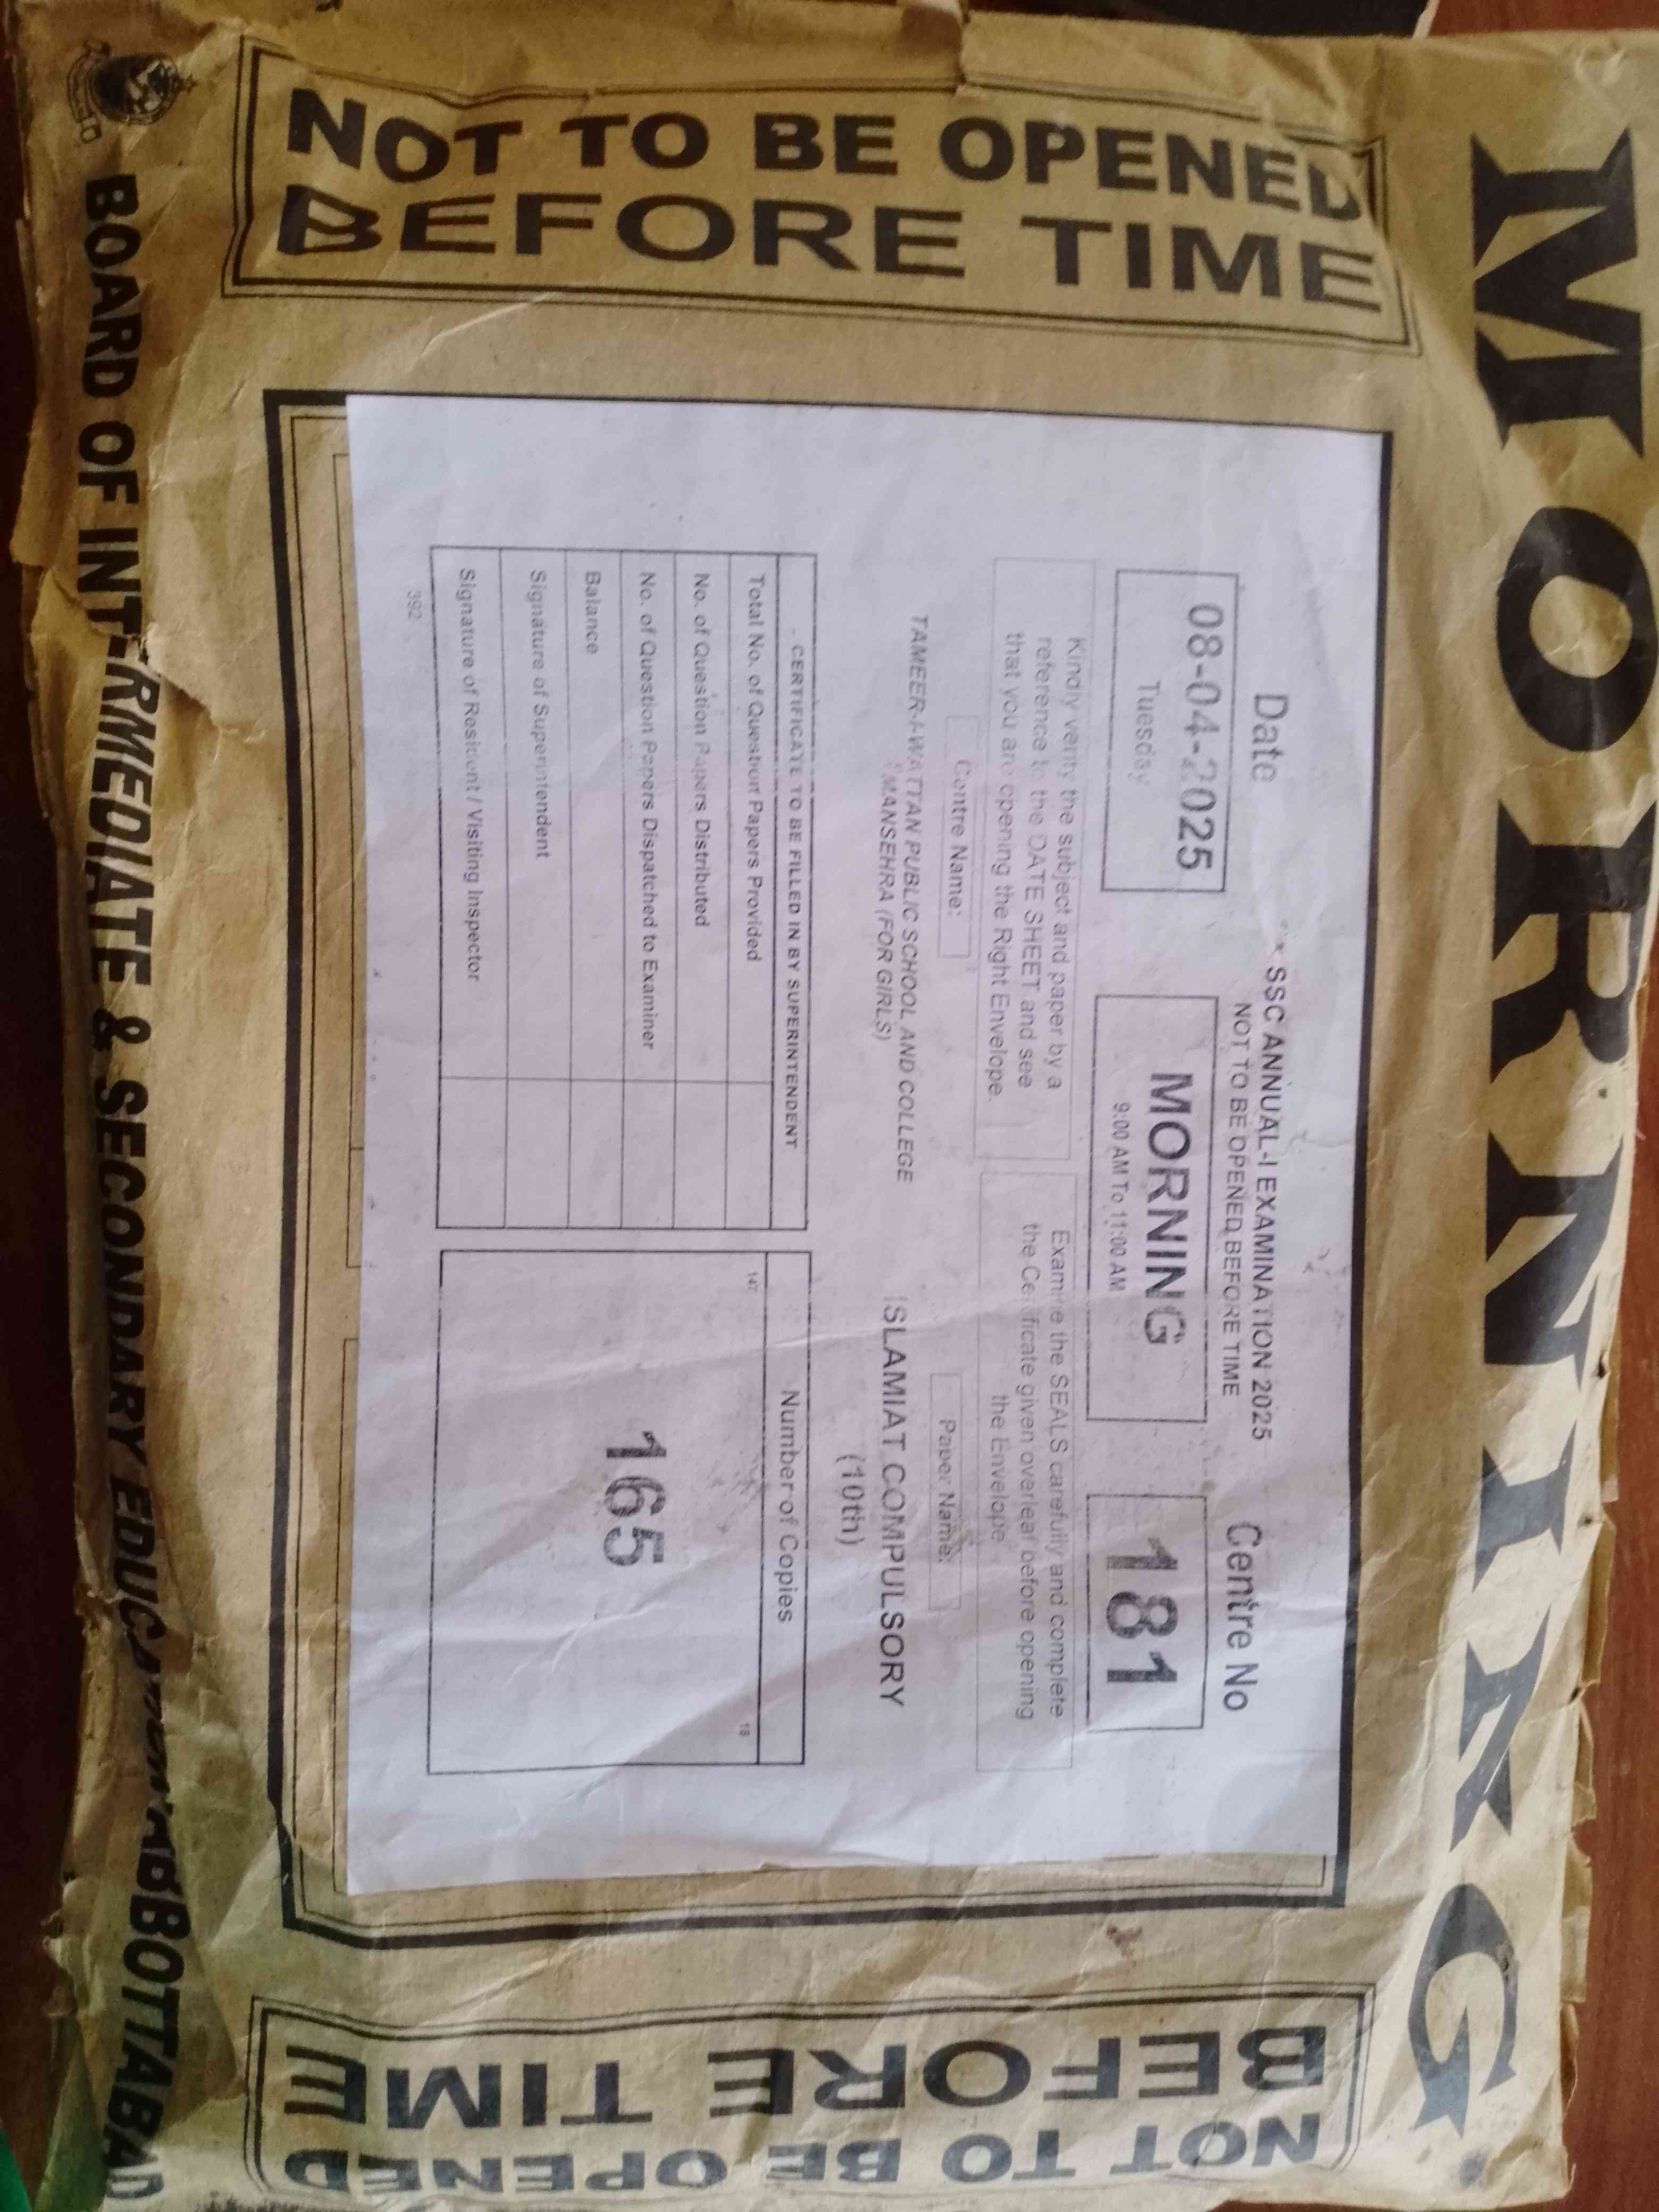 MORNING
NOT TO BE OPENED
BEFORE TIME
Date
08-04-2025
Tuesday
SSC ANNUAL-I EXAMINATION 2025
NOT TO BE OPENED BEFORE TIME
MORNING
9:00 AM To 11:00 AM
Centre No
181
Kindly verify the subject and paper by a
reference to the DATE SHEET and see
that you are opening the Right Envelope.
Examine the SEALS carefully and complete
the Certificate given overleaf before opening
the Envelope
Centre Name:
TAMEER-I-WATTAN PUBLIC SCHOOL AND COLLEGE
MANSEHRA (FOR GIRLS)
Paper Name:
ISLAMIAT COMPULSORY
(10th)
CERTIFICATE TO BE FILLED IN BY SUPERINTENDENT
Total No. of Question Papers Provided
No. of Question Papers Distributed
No. of Question Papers Dispatched to Examiner
Balance
Signature of Superintendent
Signature of Resident / Visiting Inspector
392
Number of Copies
147
18
165
NOT TO BE OPENED
BEFORE TIME
BOARD OF INTERMEDIATE & SECONDARY EDUCATION ABBOTTABAD